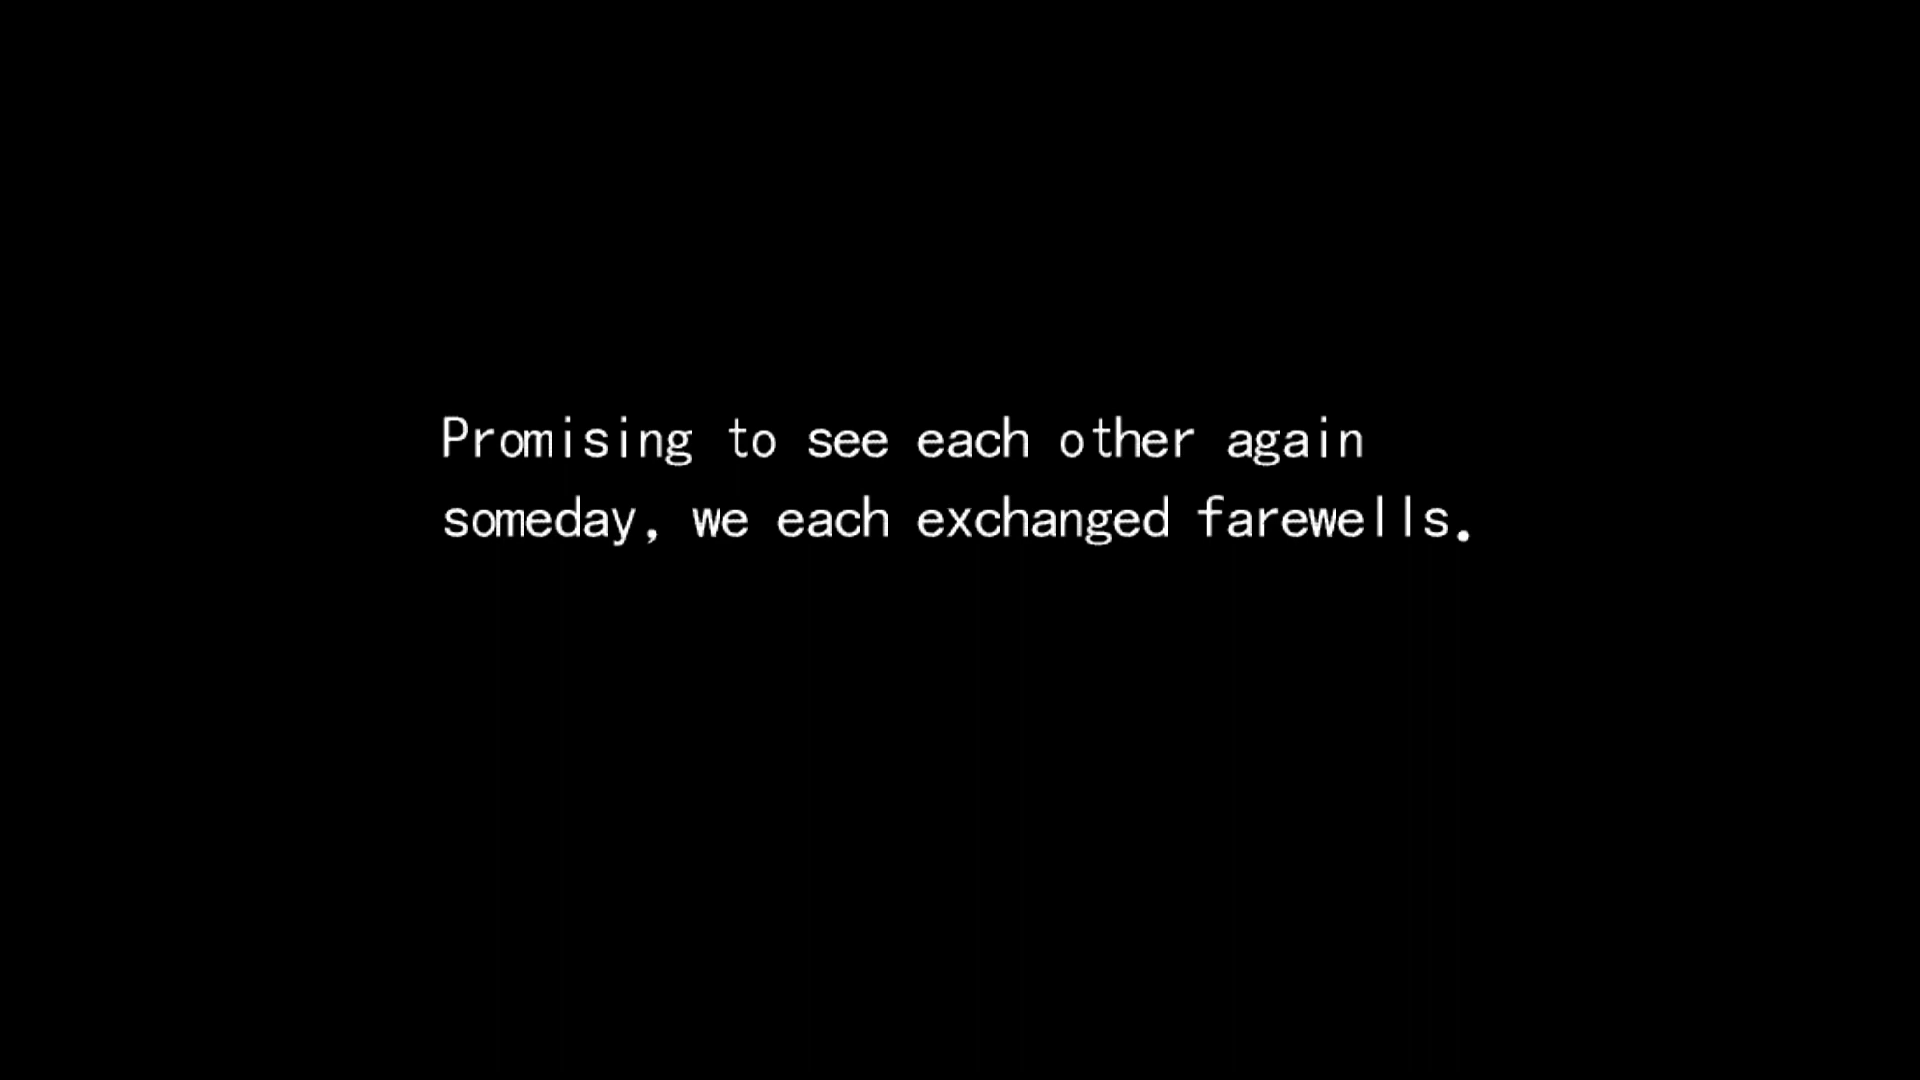 Promising to see each other again
someday, we each exchanged farewells.